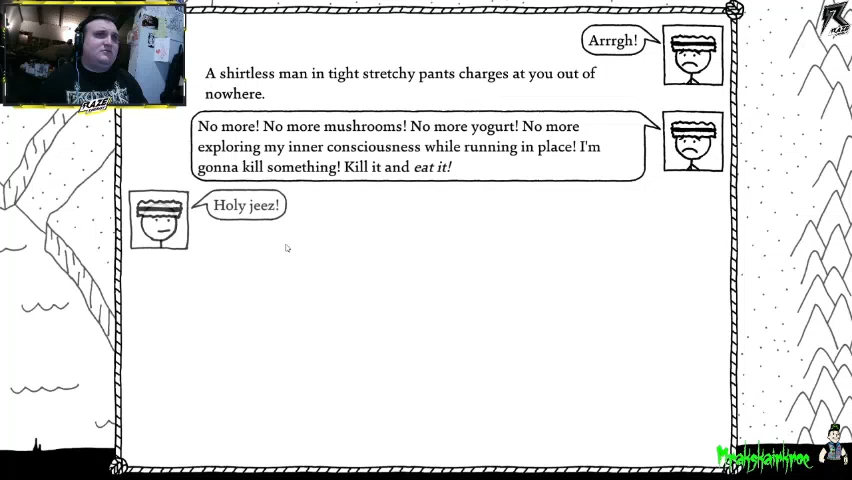 Arrrgh!
A shirtless man in tight stretchy pants charges at you out of
nowhere.
No more! No more mushrooms! No more yogurt! No more
exploring my inner consciousness while running in place! I'm
gonna kill something! Kill it and eat it!
Holy jeez!